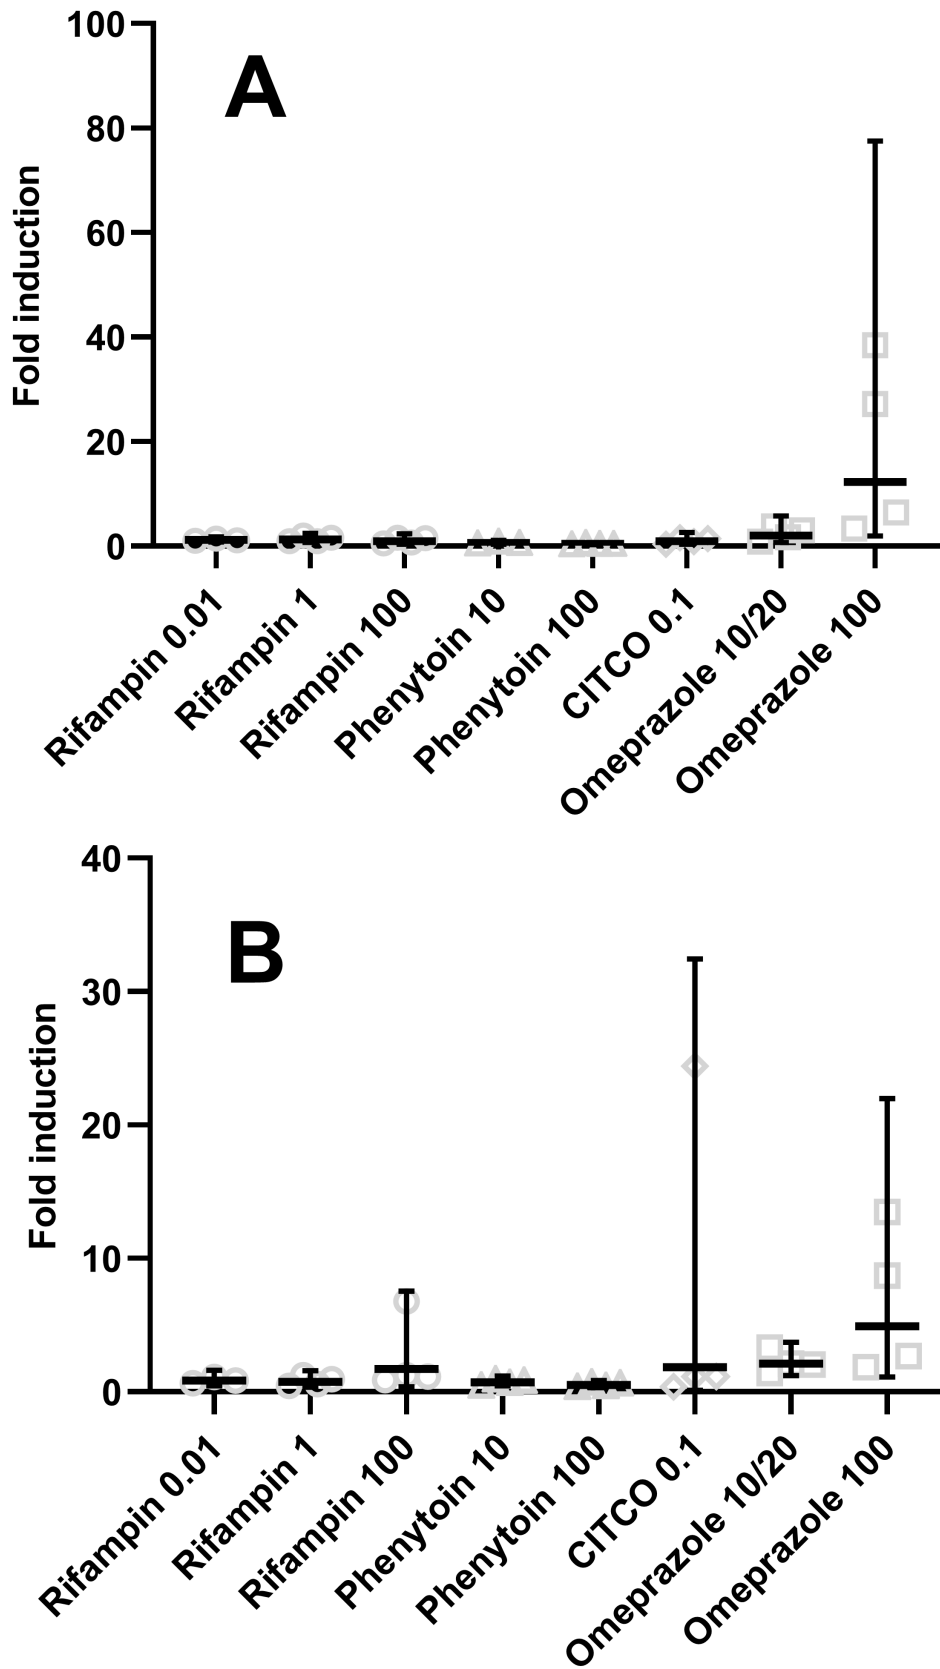 A
Fold induction
100
80
60
40
20
0
Rifampin 0.01
Rifampin 1
Rifampin 100
Phenytoin 10
Phenytoin 100
CITCO 0.1
Omeprazole 10/20
Omeprazole 100
B
Fold induction
40
30
20
10
0
Rifampin 0.01
Rifampin 1
Rifampin 100
Phenytoin 10
Phenytoin 100
CITCO 0.1
Omeprazole 10/20
Omeprazole 100